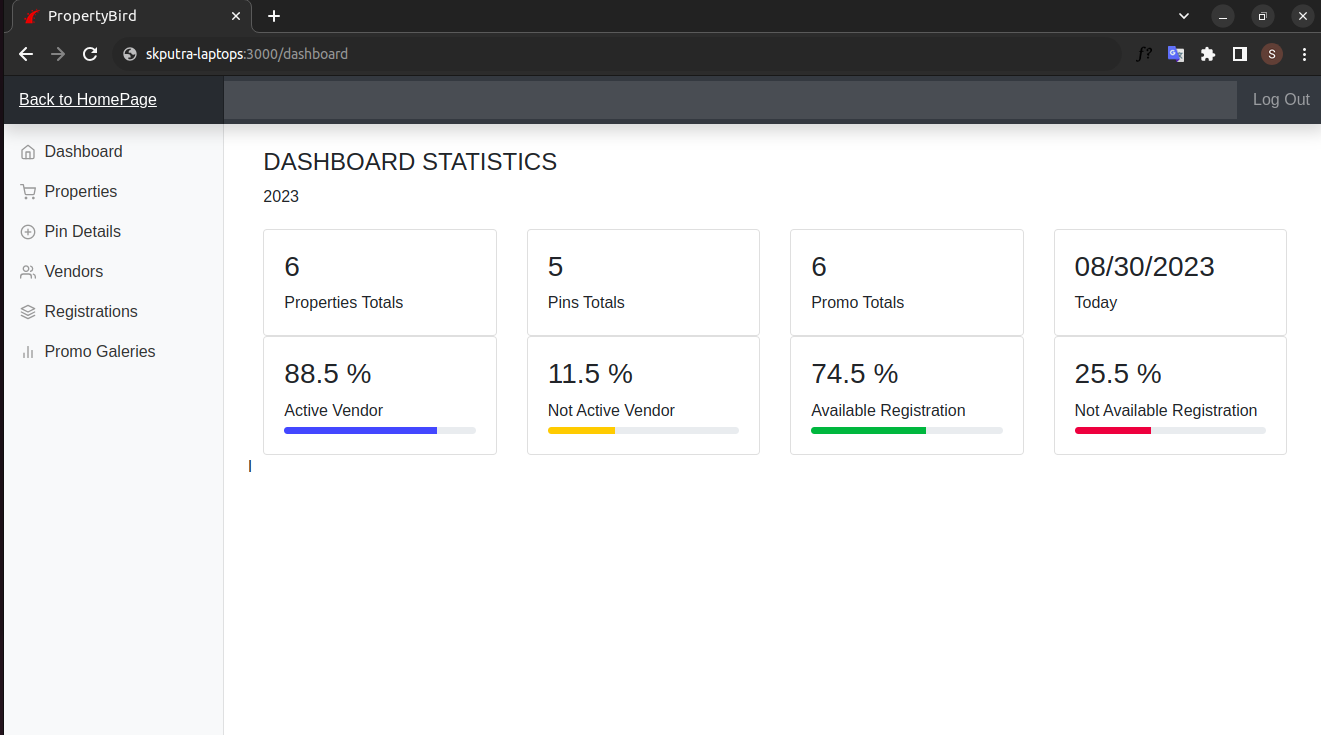 PropertyBird
skputra-laptops:3000/dashboard
f?
G
S
Back to HomePage
Log Out
Dashboard
Properties
Pin Details
Vendors
Registrations
Promo Galeries
DASHBOARD STATISTICS
2023
6
Properties Totals
5
Pins Totals
6
Promo Totals
08/30/2023
Today
88.5 %
Active Vendor
11.5 %
Not Active Vendor
74.5 %
Available Registration
25.5 %
Not Available Registration